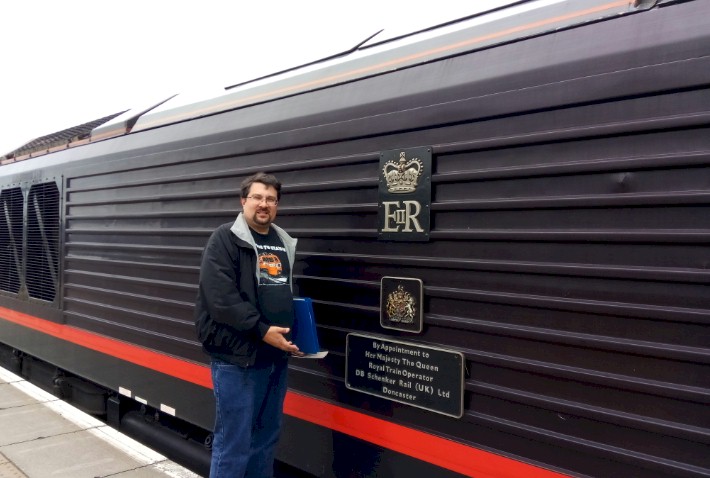 EIIR
By Appointment to
Her Majesty The Queen
Royal Train Operator
DB Schenker Rail (UK) Ltd
Doncaster